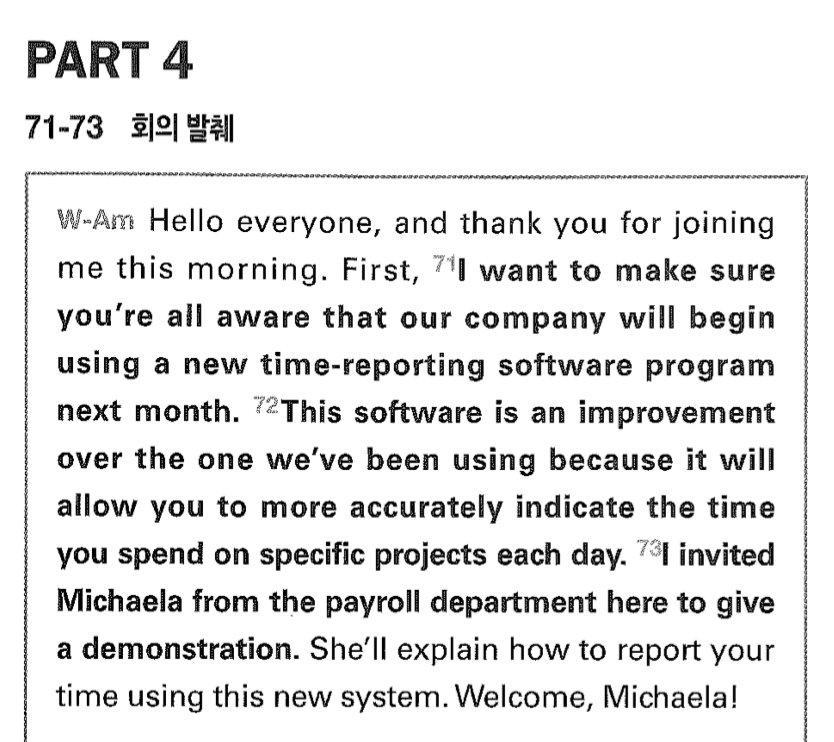 PART 4
71-73 회의 발췌
W-Am Hello everyone, and thank you for joining
me this morning. First, 71I want to make sure
you're all aware that our company will begin
using a new time-reporting software program
next month. 72This software is an improvement
over the one we've been using because it will
allow you to more accurately indicate the time
you spend on specific projects each day. 73I invited
Michaela from the payroll department here to give
a demonstration. She'll explain how to report your
time using this new system. Welcome, Michaela!